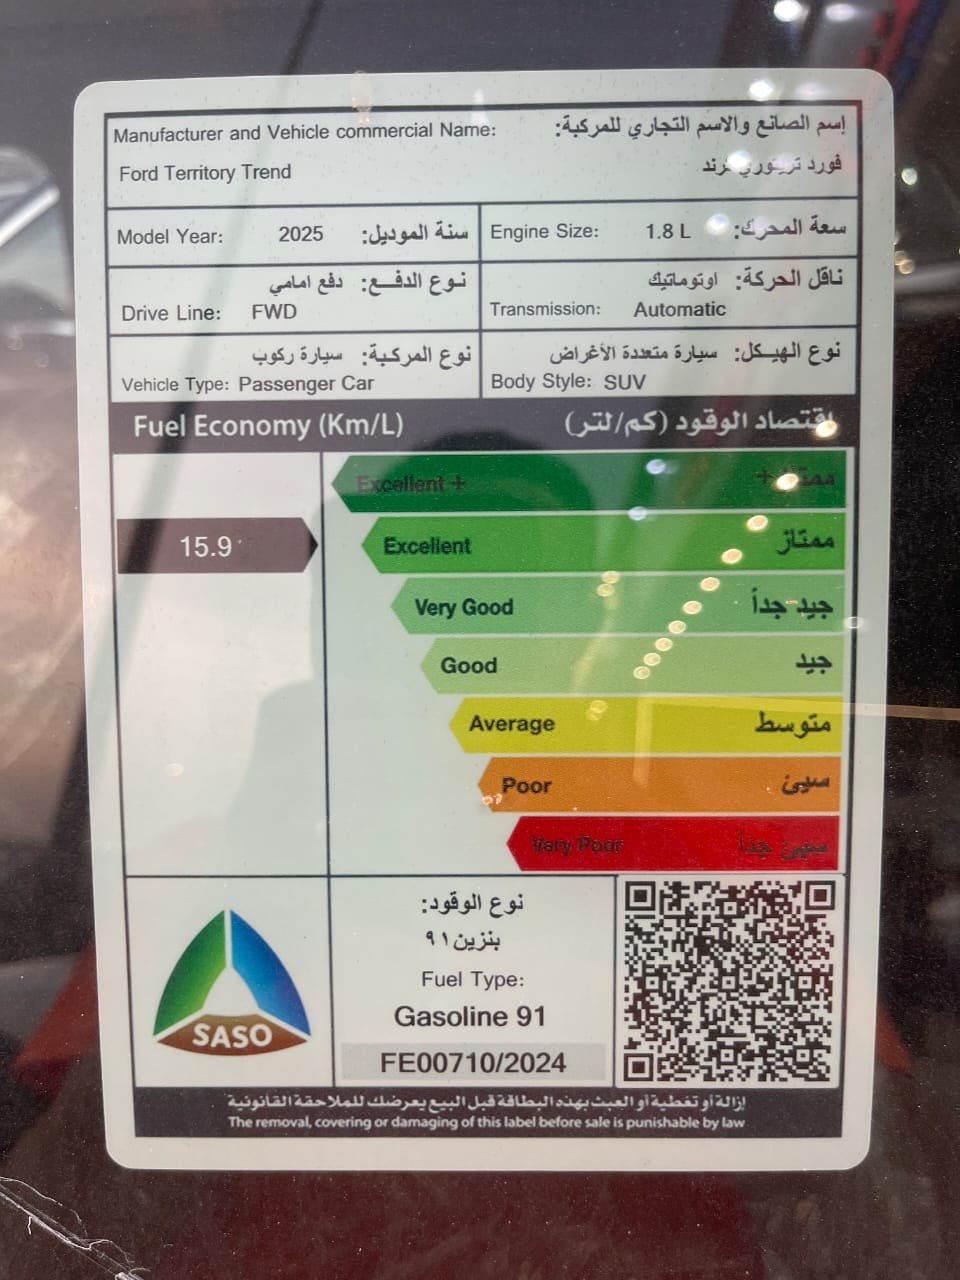 Manufacturer and Vehicle commercial Name: إسم الصانع والاسم التجاري للمركبة:
Ford Territory Trend فورد تريتوري ترند
Model Year: 2025 سنة الموديل:
Engine Size: 1.8 L سعة المحرك:
نوع الدفع: دفع امامي
Drive Line: FWD
ناقل الحركة: اوتوماتيك
Transmission: Automatic
نوع المركبة: سيارة ركوب
Vehicle Type: Passenger Car
نوع الهيكل: سيارة متعددة الأغراض
Body Style: SUV
Fuel Economy (Km/L) اقتصاد الوقود (كم/لتر)
Excellent + ممتاز +
15.9
Excellent ممتاز
Very Good جيد جداً
Good جيد
Average متوسط
Poor سيئ
Very Poor سيئ جداً
SASO
نوع الوقود:
بنزين ٩١
Fuel Type:
Gasoline 91
FE00710/2024
إزالة أو تغطية أو العبث بهذه البطاقة قبل البيع يعرضك للملاحقة القانونية
The removal, covering or damaging of this label before sale is punishable by law